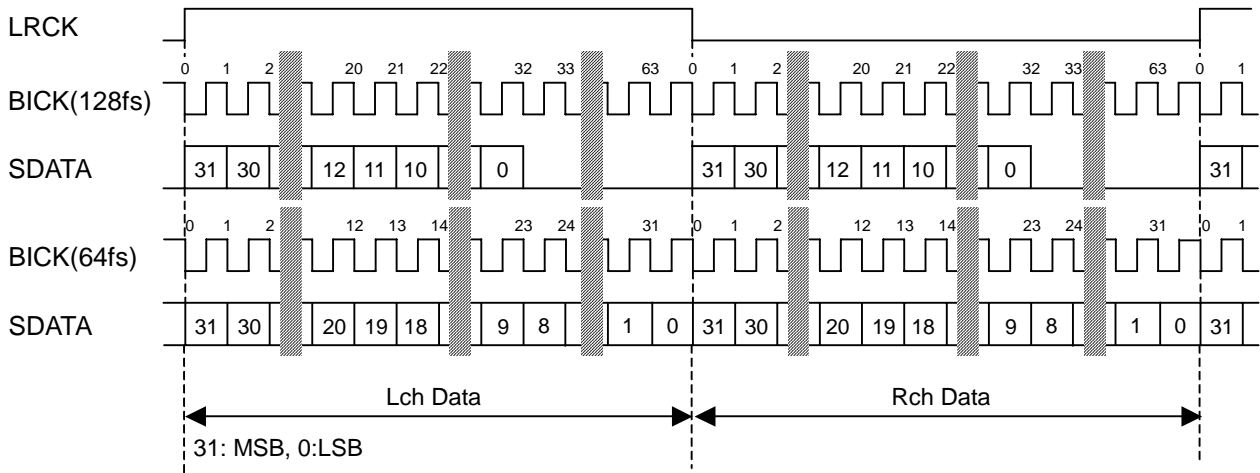 LRCK
0 1 2 20 21 22 32 33 63 0 1 2 20 21 22 32 33 63 0 1
BICK(128fs)
SDATA 31 30 12 11 10 0 31 30 12 11 10 0 31
0 1 2 12 13 14 23 24 31 0 1 2 12 13 14 23 24 31 0 1
BICK(64fs)
SDATA 31 30 20 19 18 9 8 1 0 31 30 20 19 18 9 8 1 0 31
Lch Data Rch Data
31: MSB, 0:LSB